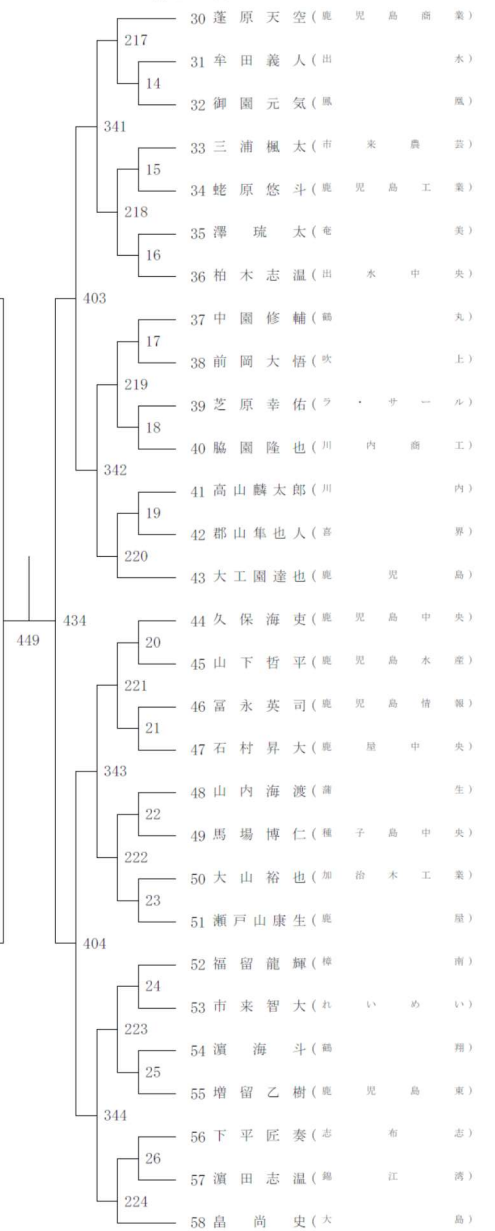 30 蓬原天空(鹿児島商業)
217
31 牟田義人(出水)
14
32 御園元気(鳳凰)
341
33 三浦楓太(市来農芸)
15
34 蛯原悠斗(鹿児島工業)
218
35 澤琉太(奄美)
16
36 柏木志温(出水中央)
403
37 中園修輔(鶴丸)
17
38 前岡大悟(吹上)
219
39 芝原幸佑(ラ・サール)
18
40 脇園隆也(川内商工)
342
41 高山麟太郎(川内)
19
42 郡山隼也人(喜界)
220
43 大工園達也(鹿児島)
449
434
44 久保海吏(鹿児島中央)
20
45 山下哲平(鹿児島水産)
221
46 冨永英司(鹿児島情報)
21
47 石村昇大(鹿屋中央)
343
48 山内海渡(蒲生)
22
49 馬場博仁(種子島中央)
222
50 大山裕也(加治木工業)
23
51 瀬戸山康生(鹿屋)
404
52 福留龍輝(樟南)
24
53 市来智大(れいめい)
223
54 濵海斗(鶴翔)
25
55 増留乙樹(鹿児島東)
344
56 下平匠奏(志布志)
26
57 濵田志温(錦江湾)
224
58 畠尚史(大島)